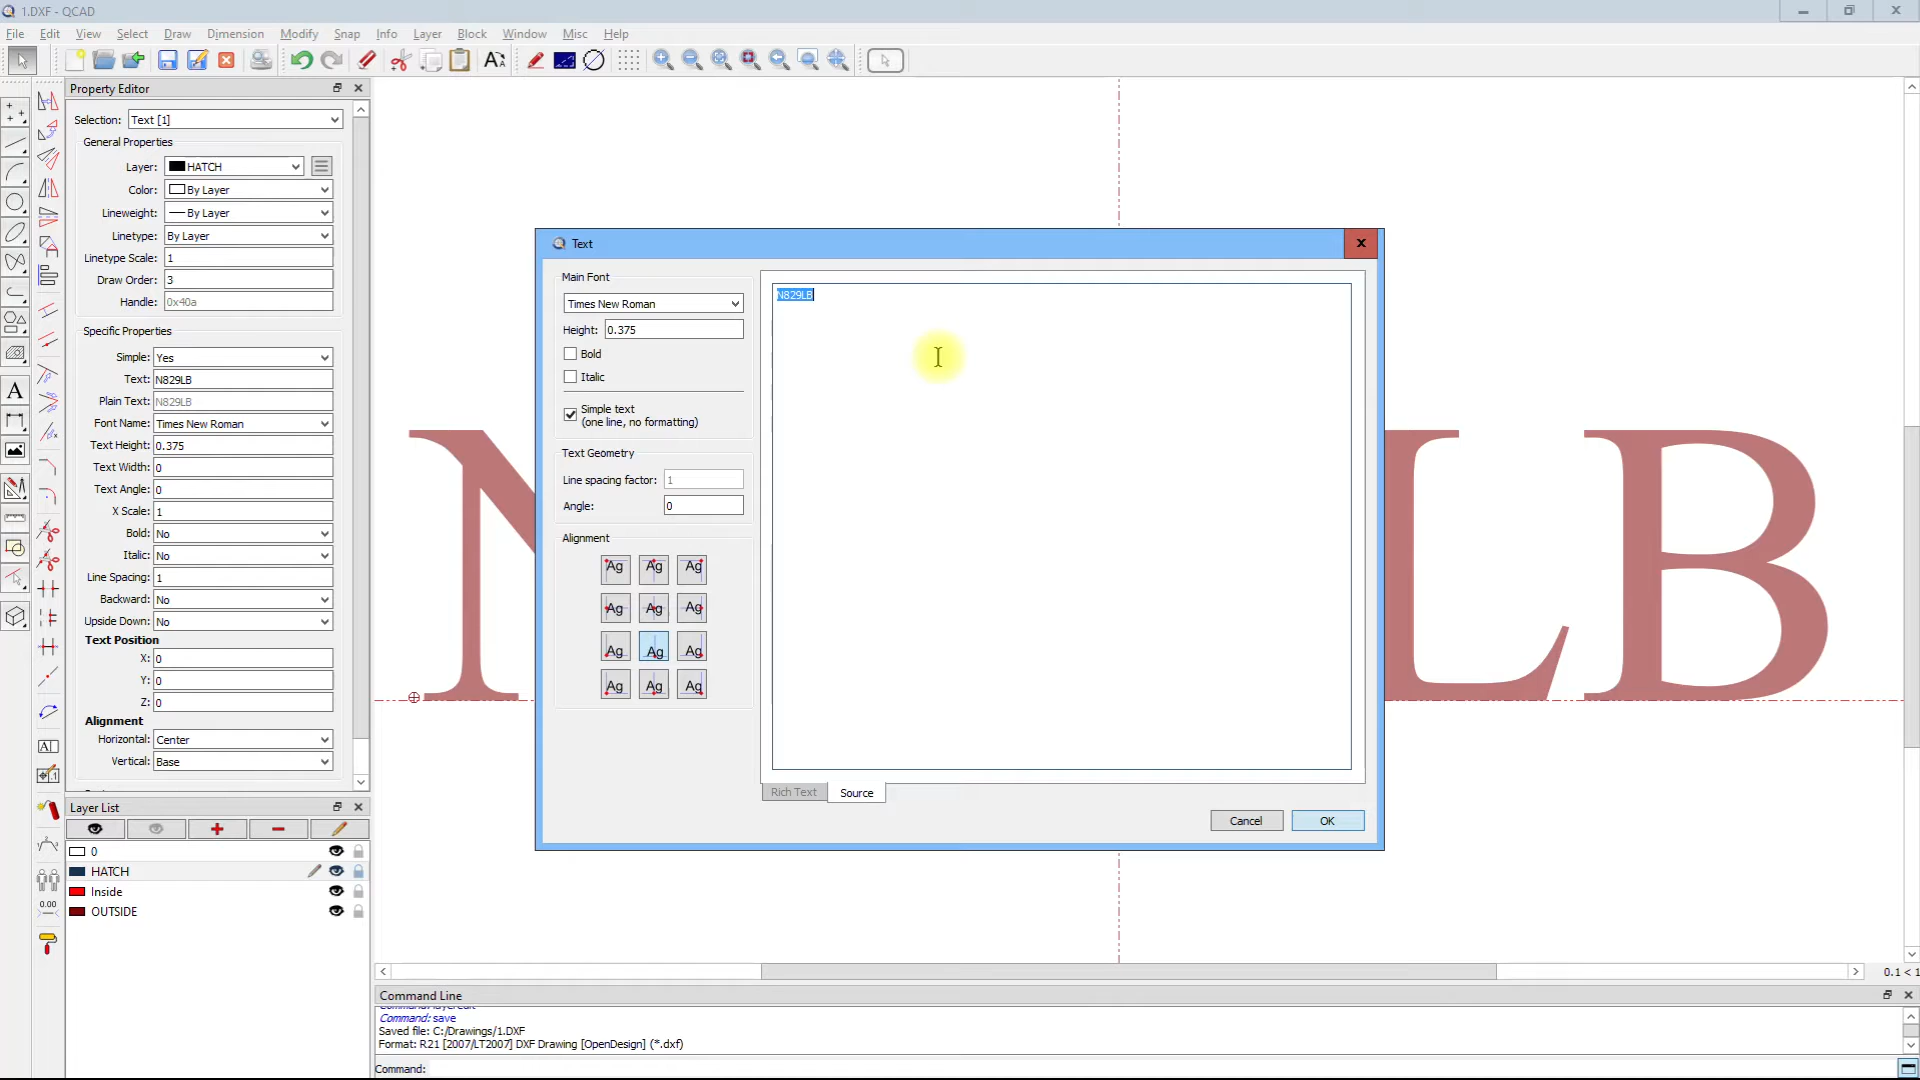 1.DXF - QCAD
File Edit View Select Draw Dimension Modify Snap Info Layer Block Window Misc Help
Property Editor
Selection: Text [1]
General Properties
Layer: HATCH
Color: By Layer
Lineweight: By Layer
Linetype: By Layer
Linetype Scale: 1
Draw Order: 3
Handle: 0x40a
Specific Properties
Simple: Yes
Text: N829LB
Plain Text: N829LB
Font Name: Times New Roman
Text Height: 0.375
Text Width: 0
Text Angle: 0
X Scale: 1
Bold: No
Italic: No
Line Spacing: 1
Backward: No
Upside Down: No
Text Position
X: 0
Y: 0
Z: 0
Alignment
Horizontal: Center
Vertical: Base
Layer List
0
HATCH
Inside
OUTSIDE
Text
Main Font
Times New Roman
Height: 0.375
Bold
Italic
Simple text
(one line, no formatting)
Text Geometry
Line spacing factor: 1
Angle: 0
Alignment
Ag Ag Ag
Ag Ag Ag
Ag Ag Ag
Ag Ag Ag
N829LB
Rich Text Source
Cancel OK
N LB
0.1 < 1
Command Line
Command: save
Saved file: C:/Drawings/1.DXF
Format: R21 [2007/LT2007] DXF Drawing [OpenDesign] (*.dxf)
Command: